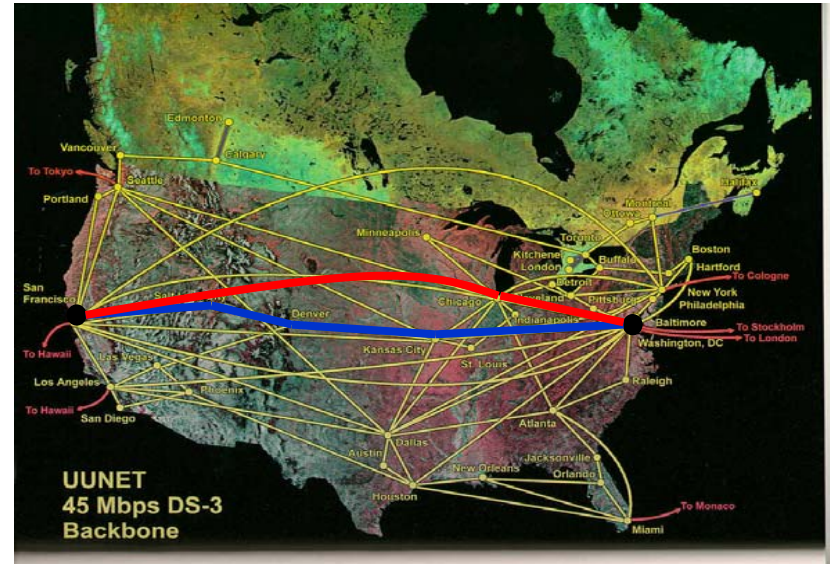 Edmonton
Vancouver
Calgary
To Tokyo
Seattle
Portland
Halifax
Montreal
Ottawa
Minneapolis
Toronto
Kitchene
London
Buffalo
Boston
Hartford
Detroit
To Cologne
San
Francisco
Chicago
Pittsburg
New York
Philadelphia
Denver
Indianapolis
Baltimore
To Stockholm
Washington, DC
To London
Kansas City
St. Louis
To Hawaii
Las Vegas
Los Angeles
Phoenix
Raleigh
To Hawaii
San Diego
Atlanta
Dallas
Austin
Jacksonville
New Orleans
Orlando
Houston
To Monaco
Miami
UUNET
45 Mbps DS-3
Backbone